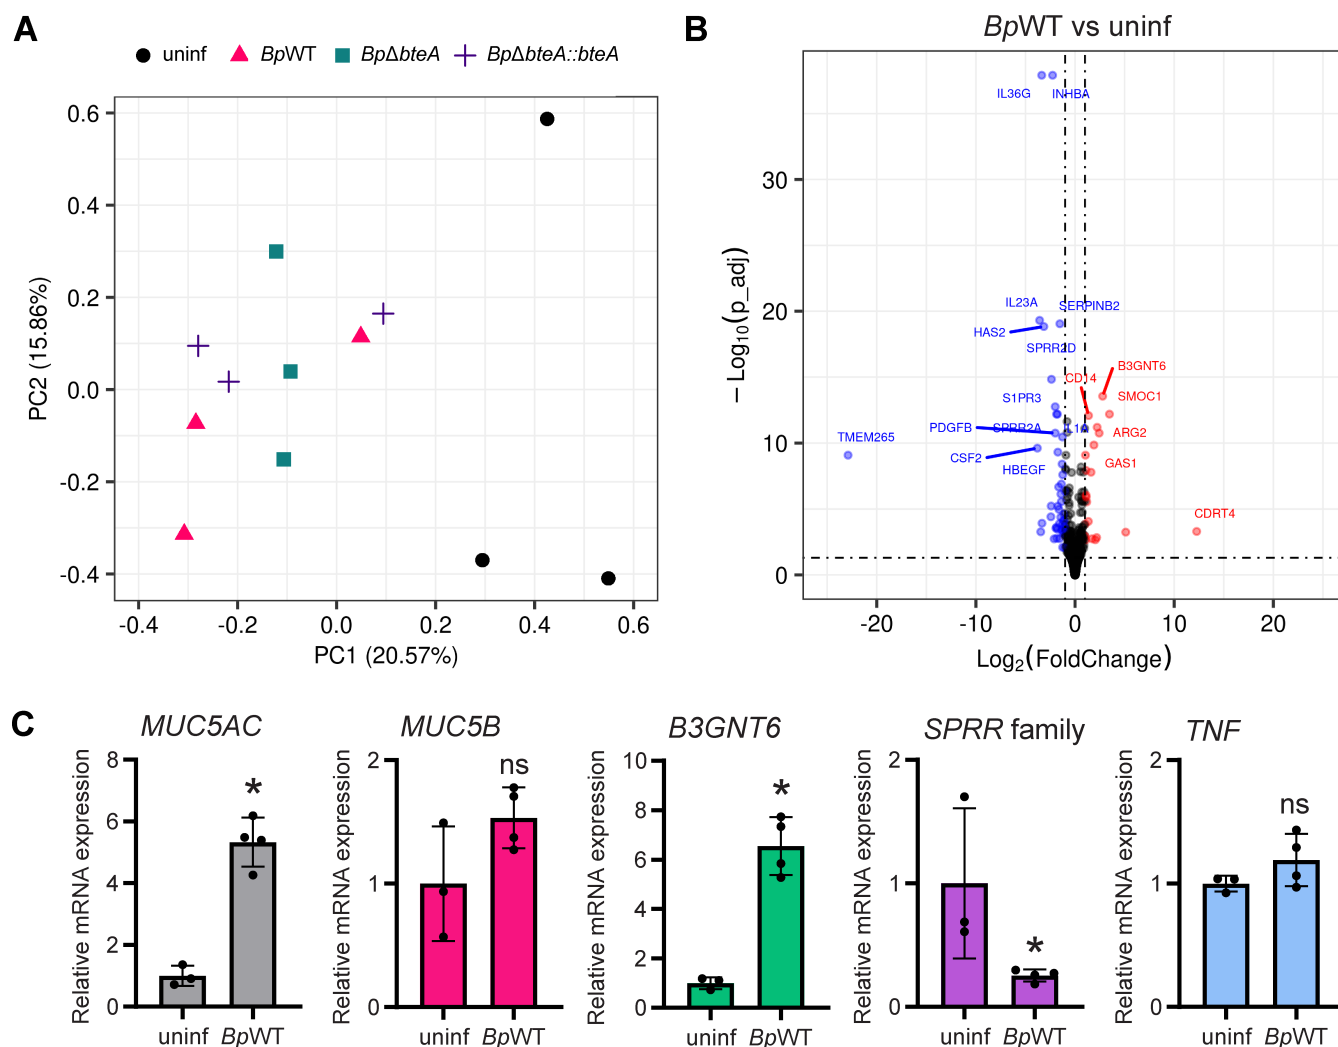 A
uninf BpWT BpΔbteA BpΔbteA::bteA
0.6
0.4
0.2
0.0
-0.2
-0.4
-0.4 -0.2 0.0 0.2 0.4 0.6
PC1 (20.57%)
PC2 (15.86%)
B
BpWT vs uninf
IL36G INHBA
IL23A SERPINB2
HAS2
SPRR2D
CD14 B3GNT6
S1PR3 SMOC1
PDGFB SPRR2A ARG2
TMEM265
CSF2
HBEGF GAS1
CDRT4
30
20
10
0
-20 -10 0 10 20
Log2(FoldChange)
−Log10(p_adj)
C
MUC5AC
Relative mRNA expression
8
6
4
2
0
*
uninf BpWT
MUC5B
Relative mRNA expression
2
1
0
ns
uninf BpWT
B3GNT6
Relative mRNA expression
10
8
6
4
2
0
*
uninf BpWT
SPRR family
Relative mRNA expression
2
1
0
*
uninf BpWT
TNF
Relative mRNA expression
2
1
0
ns
uninf BpWT